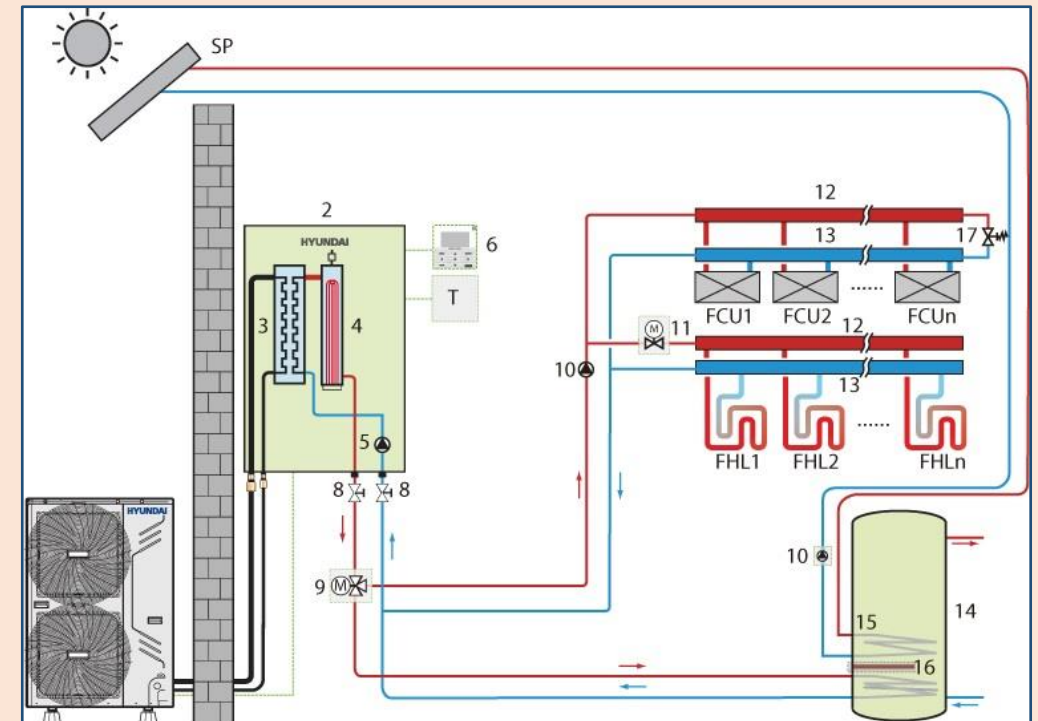 SP
2
HYUNDAI
6
T
3
4
5
8
8
9
M
HYUNDAI
12
13
17
FCU1
FCU2
......
FCUn
M
11
12
10
13
FHL1
FHL2
......
FHLn
10
15
14
16